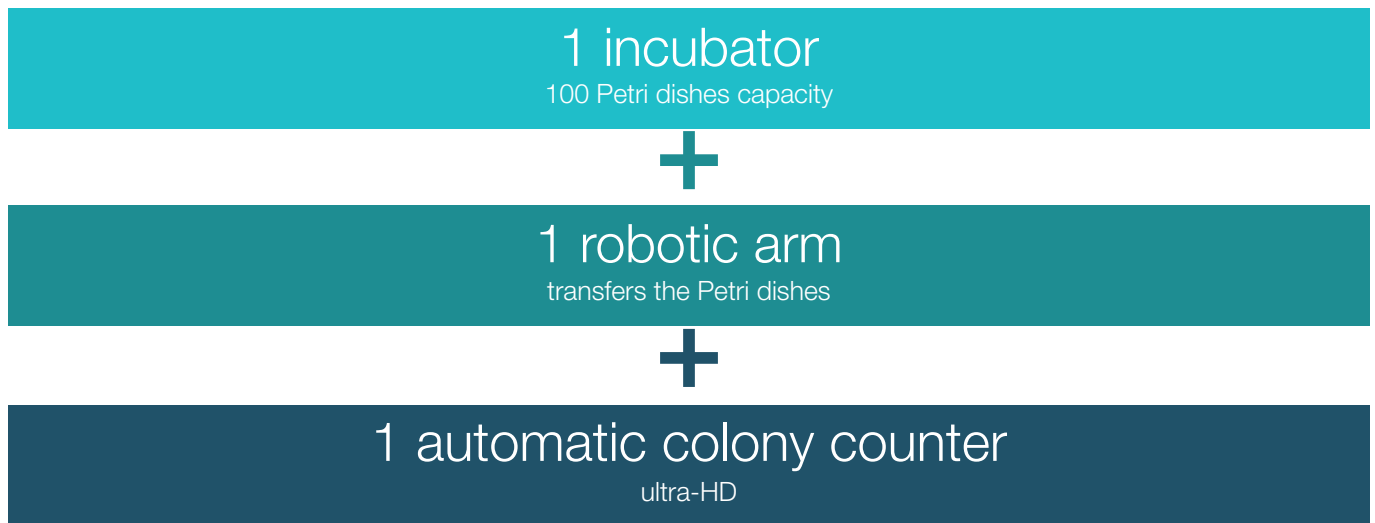 1 incubator
100 Petri dishes capacity
+
1 robotic arm
transfers the Petri dishes
+
1 automatic colony counter
ultra-HD